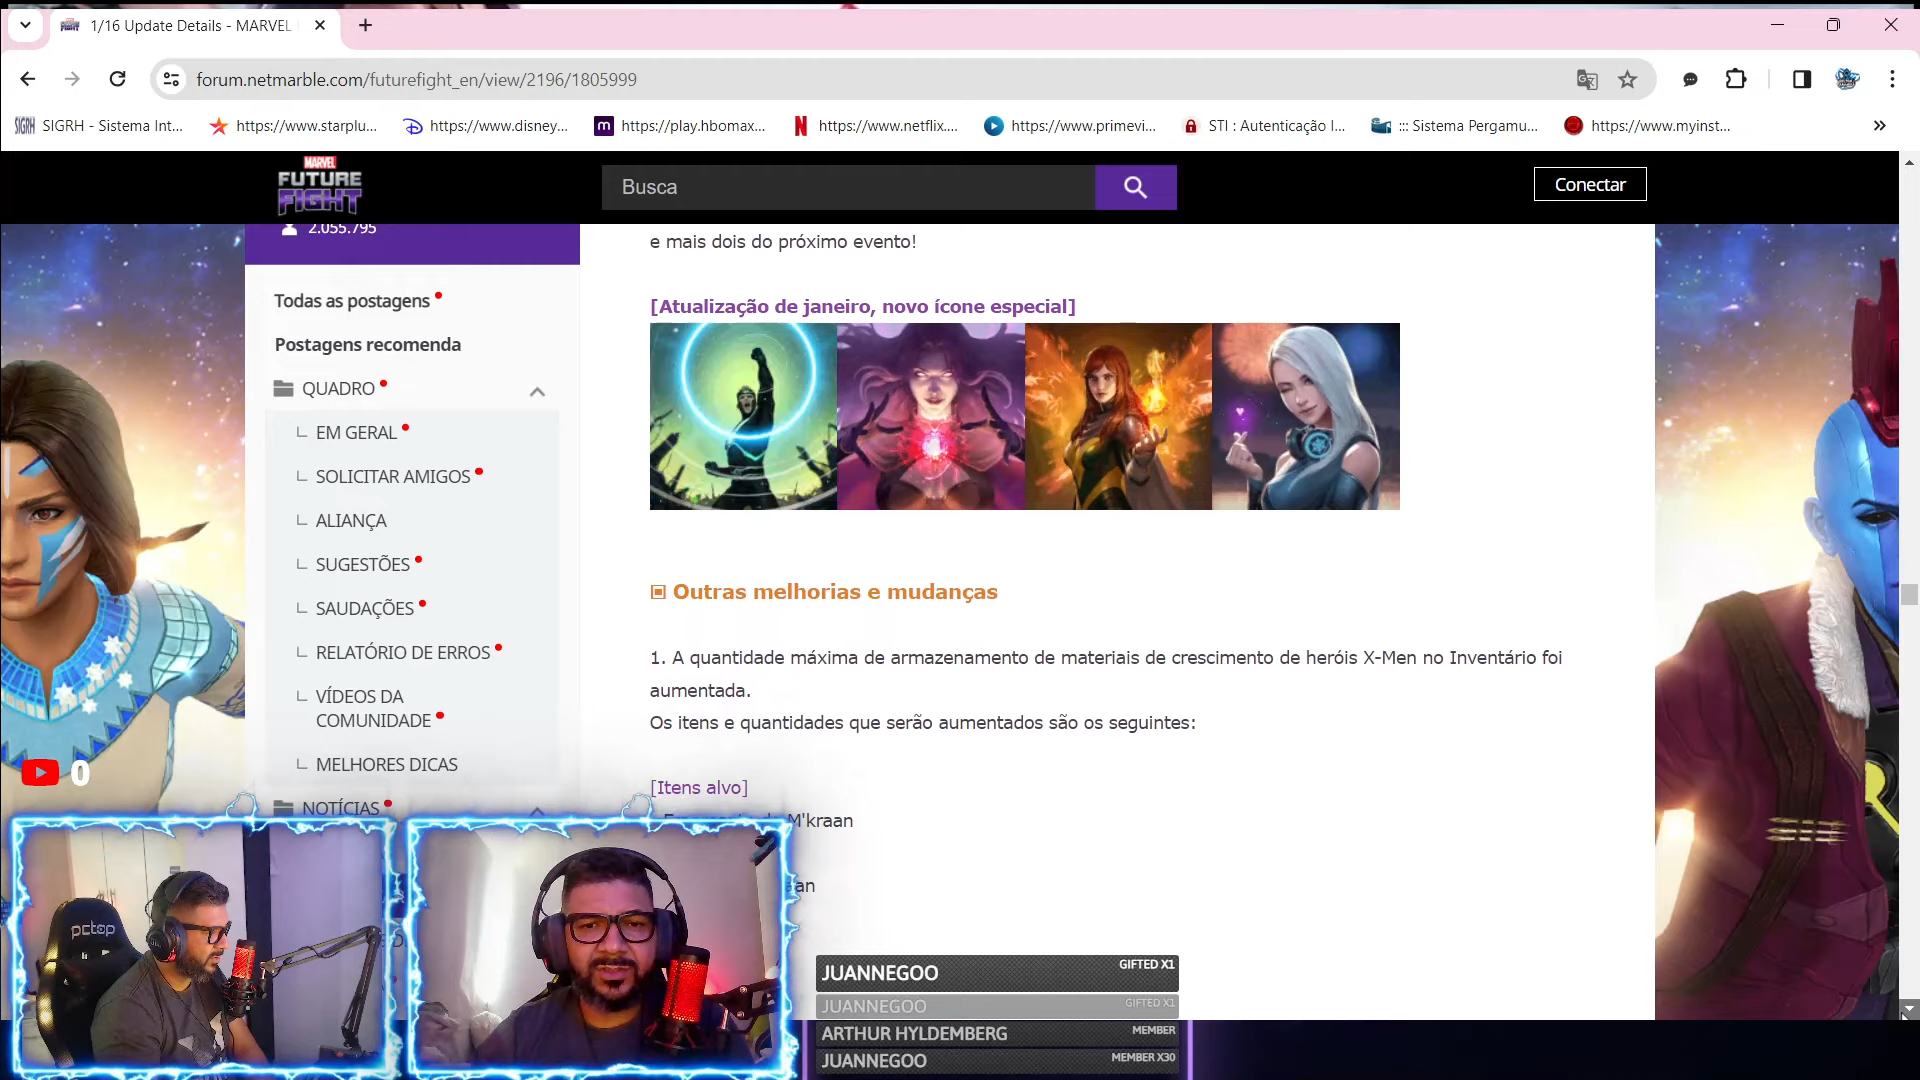 1/16 Update Details - MARVEL
forum.netmarble.com/futurefight_en/view/2196/1805999
SIGRH - Sistema Int...
https://www.starplu...
https://www.disney...
https://play.hbomax...
https://www.netflix....
https://www.primevi...
STI : Autenticação I...
::: Sistema Pergamu...
https://www.myinst...
MARVEL
FUTURE
FIGHT
Busca
Conectar
2.055.795
Todas as postagens
Postagens recomenda
QUADRO
EM GERAL
SOLICITAR AMIGOS
ALIANÇA
SUGESTÕES
SAUDAÇÕES
RELATÓRIO DE ERROS
VÍDEOS DA
COMUNIDADE
MELHORES DICAS
NOTÍCIAS
e mais dois do próximo evento!
[Atualização de janeiro, novo ícone especial]
Outras melhorias e mudanças
1. A quantidade máxima de armazenamento de materiais de crescimento de heróis X-Men no Inventário foi
aumentada.
Os itens e quantidades que serão aumentados são os seguintes:
[Itens alvo]
M'kraan
0
pctop
JUANNEGOO GIFTED X1
JUANNEGOO GIFTED X1
ARTHUR HYLDEMBERG MEMBER
JUANNEGOO MEMBER X30